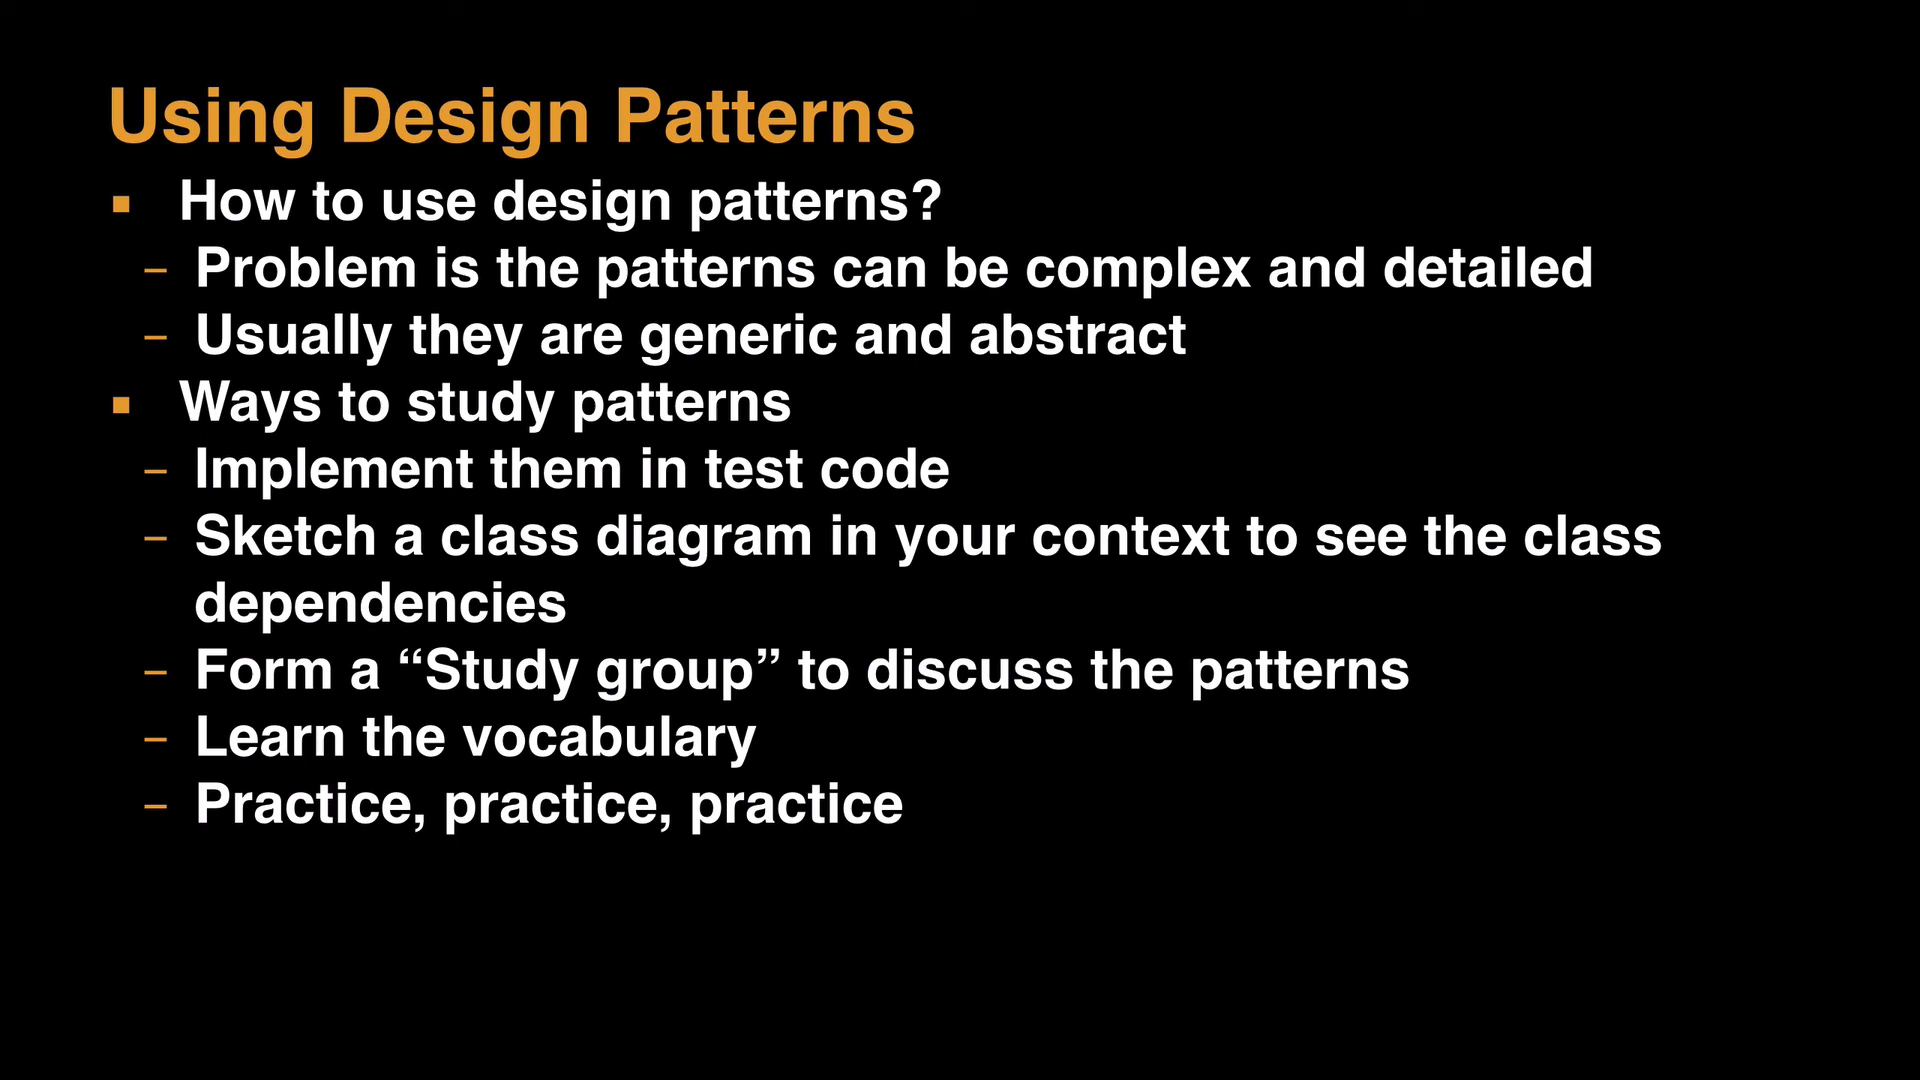 Using Design Patterns
▪ How to use design patterns?
– Problem is the patterns can be complex and detailed
– Usually they are generic and abstract
▪ Ways to study patterns
– Implement them in test code
– Sketch a class diagram in your context to see the class
dependencies
– Form a “Study group” to discuss the patterns
– Learn the vocabulary
– Practice, practice, practice